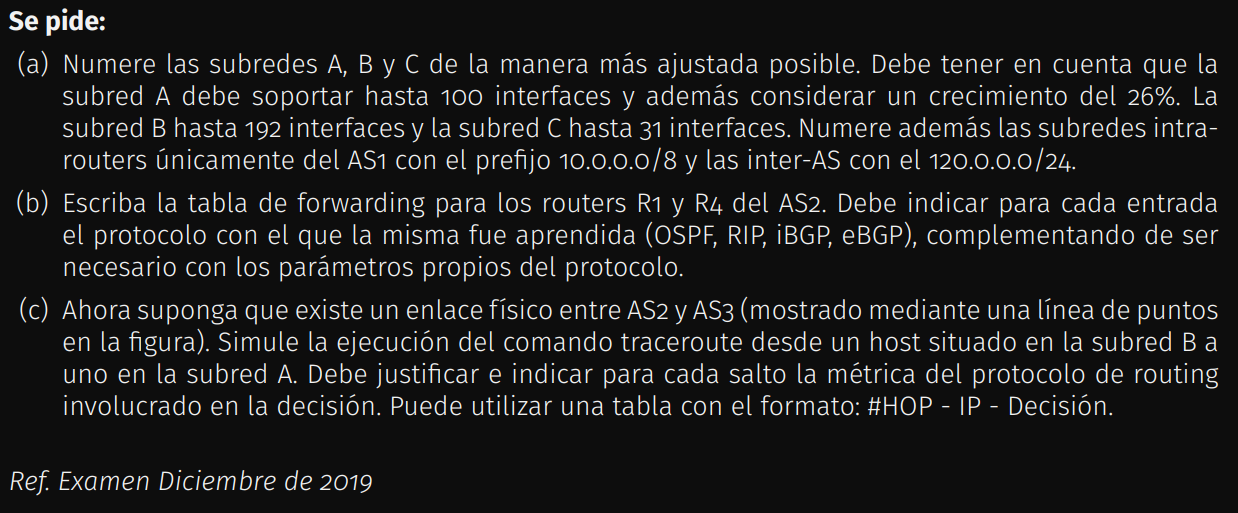 Se pide:
(a) Numere las subredes A, B y C de la manera más ajustada posible. Debe tener en cuenta que la
subred A debe soportar hasta 100 interfaces y además considerar un crecimiento del 26%. La
subred B hasta 192 interfaces y la subred C hasta 31 interfaces. Numere además las subredes intra-
routers únicamente del AS1 con el prefijo 10.0.0.0/8 y las inter-AS con el 120.0.0.0/24.
(b) Escriba la tabla de forwarding para los routers R1 y R4 del AS2. Debe indicar para cada entrada
el protocolo con el que la misma fue aprendida (OSPF, RIP, iBGP, eBGP), complementando de ser
necesario con los parámetros propios del protocolo.
(c) Ahora suponga que existe un enlace físico entre AS2 y AS3 (mostrado mediante una línea de puntos
en la figura). Simule la ejecución del comando traceroute desde un host situado en la subred B a
uno en la subred A. Debe justificar e indicar para cada salto la métrica del protocolo de routing
involucrado en la decisión. Puede utilizar una tabla con el formato: #HOP - IP - Decisión.
Ref. Examen Diciembre de 2019